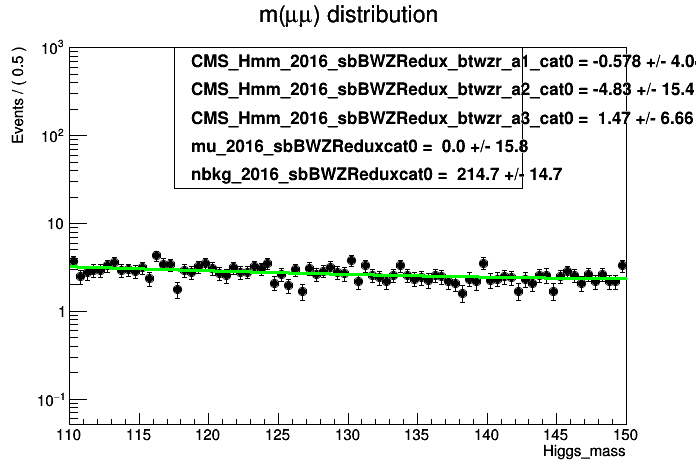 m(μμ) distribution
Events / ( 0.5 )
10³
10²
10
1
10⁻¹
CMS_Hmm_2016_sbBWZRedux_btwzr_a1_cat0 = -0.578 +/- 4.0
CMS_Hmm_2016_sbBWZRedux_btwzr_a2_cat0 = -4.83 +/- 15.4
CMS_Hmm_2016_sbBWZRedux_btwzr_a3_cat0 = 1.47 +/- 6.66
mu_2016_sbBWZReduxcat0 = 0.0 +/- 15.8
nbkg_2016_sbBWZReduxcat0 = 214.7 +/- 14.7
110 115 120 125 130 135 140 145 150
Higgs_mass